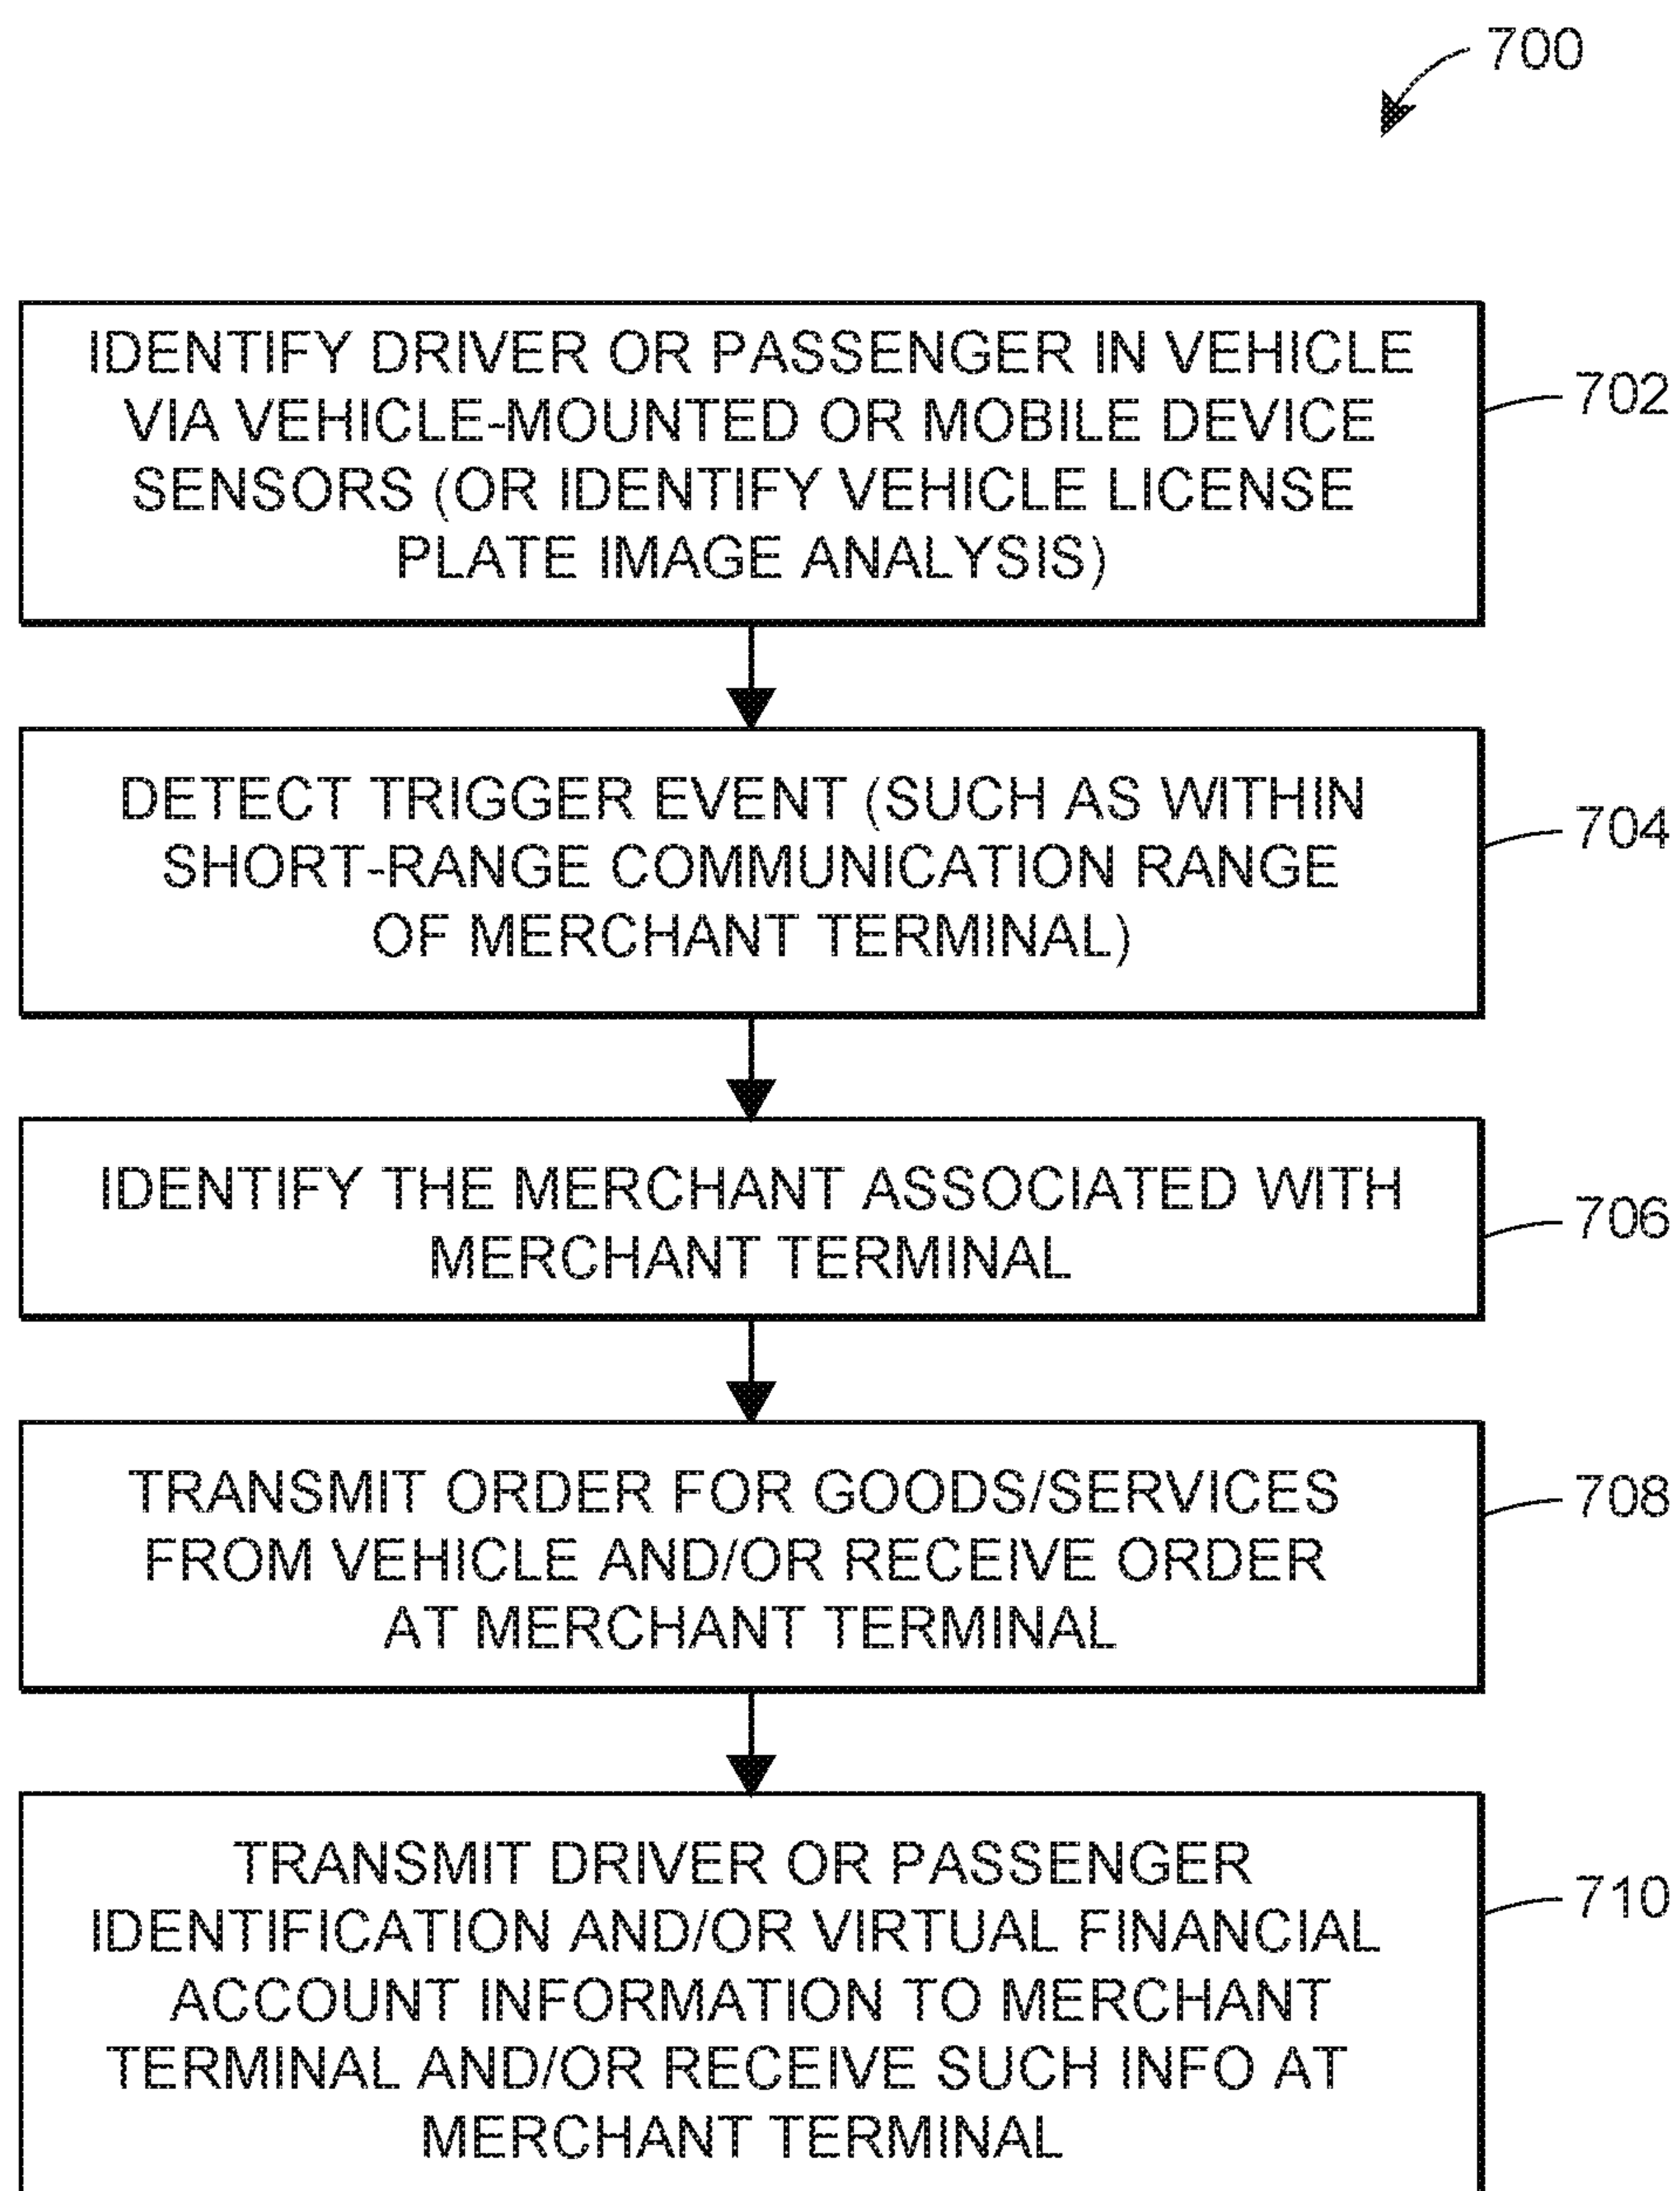 700
IDENTIFY DRIVER OR PASSENGER IN VEHICLE
VIA VEHICLE-MOUNTED OR MOBILE DEVICE
SENSORS (OR IDENTIFY VEHICLE LICENSE
PLATE IMAGE ANALYSIS)
702
DETECT TRIGGER EVENT (SUCH AS WITHIN
SHORT-RANGE COMMUNICATION RANGE
OF MERCHANT TERMINAL)
704
IDENTIFY THE MERCHANT ASSOCIATED WITH
MERCHANT TERMINAL
706
TRANSMIT ORDER FOR GOODS/SERVICES
FROM VEHICLE AND/OR RECEIVE ORDER
AT MERCHANT TERMINAL
708
TRANSMIT DRIVER OR PASSENGER
IDENTIFICATION AND/OR VIRTUAL FINANCIAL
ACCOUNT INFORMATION TO MERCHANT
TERMINAL AND/OR RECEIVE SUCH INFO AT
MERCHANT TERMINAL
710